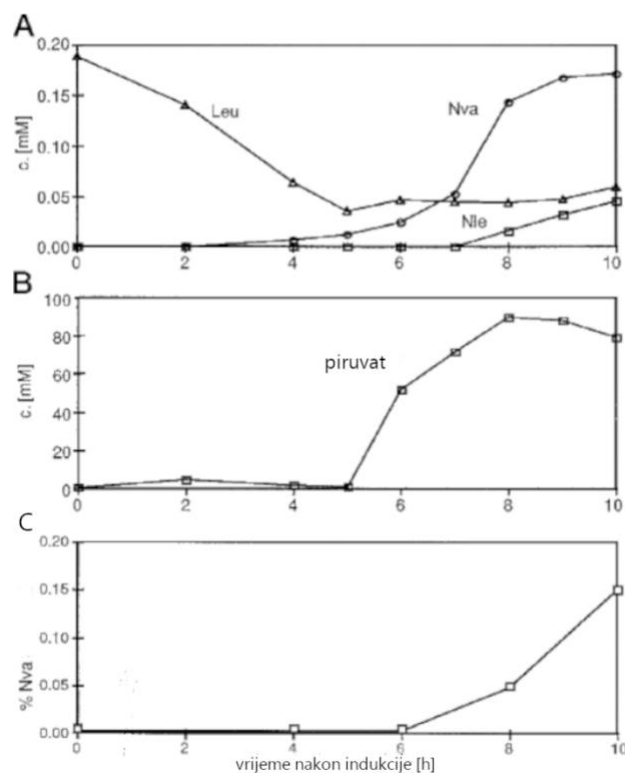 A
0.20
0.15
0.10
0.05
0.00
c. [mM]
Leu
Nva
Nle
0 2 4 6 8 10
B
100
80
60
40
20
0
c. [mM]
piruvat
0 2 4 6 8 10
C
0.20
0.15
0.10
0.05
0.00
% Nva
0 2 4 6 8 10
vrijeme nakon indukcije [h]